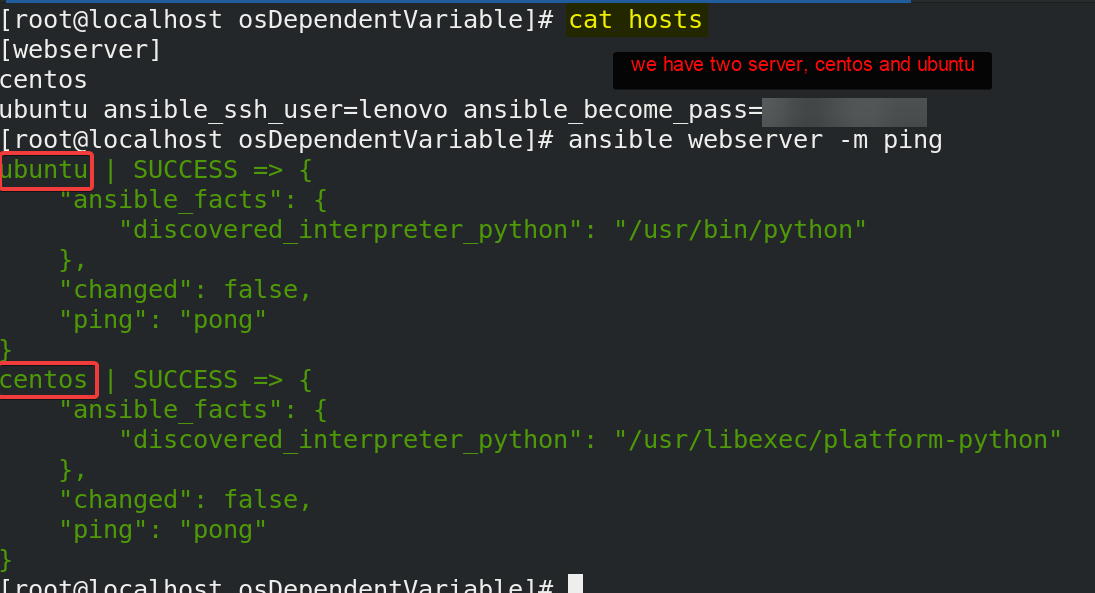 [root@localhost osDependentVariable]# cat hosts
[webserver]
we have two server, centos and ubuntu
centos
ubuntu ansible_ssh_user=lenovo ansible_become_pass=
[root@localhost osDependentVariable]# ansible webserver -m ping
ubuntu | SUCCESS => {
    "ansible_facts": {
        "discovered_interpreter_python": "/usr/bin/python"
    },
    "changed": false,
    "ping": "pong"
}
centos | SUCCESS => {
    "ansible_facts": {
        "discovered_interpreter_python": "/usr/libexec/platform-python"
    },
    "changed": false,
    "ping": "pong"
}
[root@localhost osDependentVariable]#